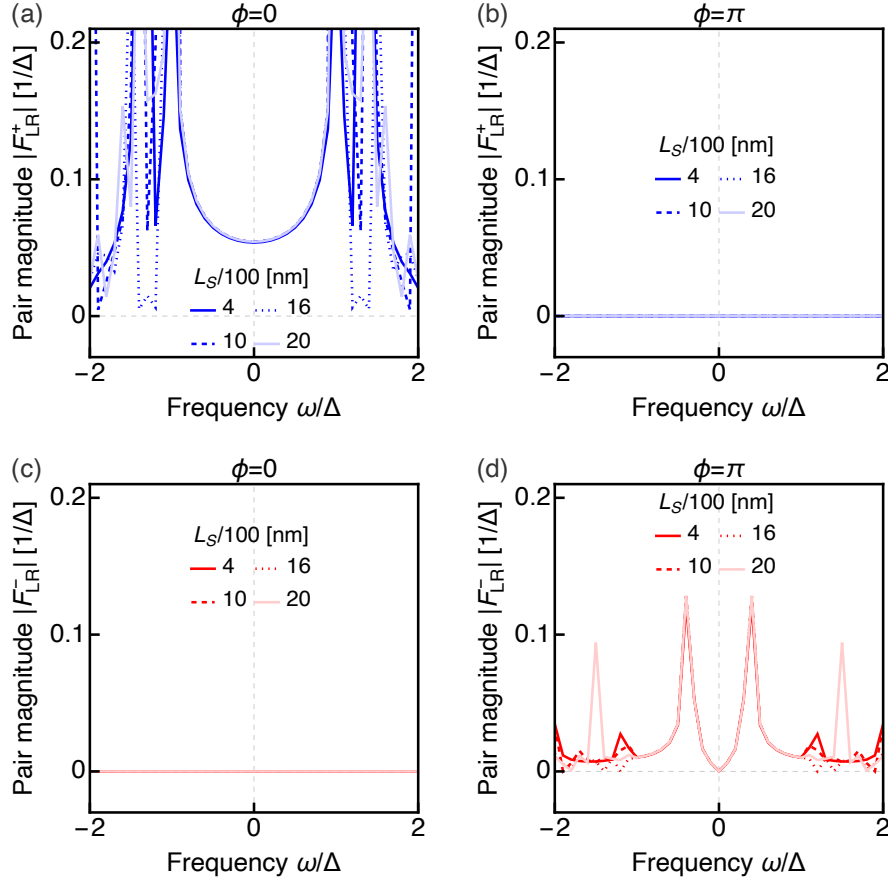 (a)
ϕ=0
Pair magnitude |F⁺LR| [1/Δ]
0.2
0.1
0
L_S/100 [nm]
4 16
10 20
−2 0 2
Frequency ω/Δ
(b)
ϕ=π
Pair magnitude |F⁺LR| [1/Δ]
0.2
0.1
0
L_S/100 [nm]
4 16
10 20
−2 0 2
Frequency ω/Δ
(c)
ϕ=0
Pair magnitude |F⁻LR| [1/Δ]
0.2
0.1
0
L_S/100 [nm]
4 16
10 20
−2 0 2
Frequency ω/Δ
(d)
ϕ=π
Pair magnitude |F⁻LR| [1/Δ]
0.2
0.1
0
L_S/100 [nm]
4 16
10 20
−2 0 2
Frequency ω/Δ